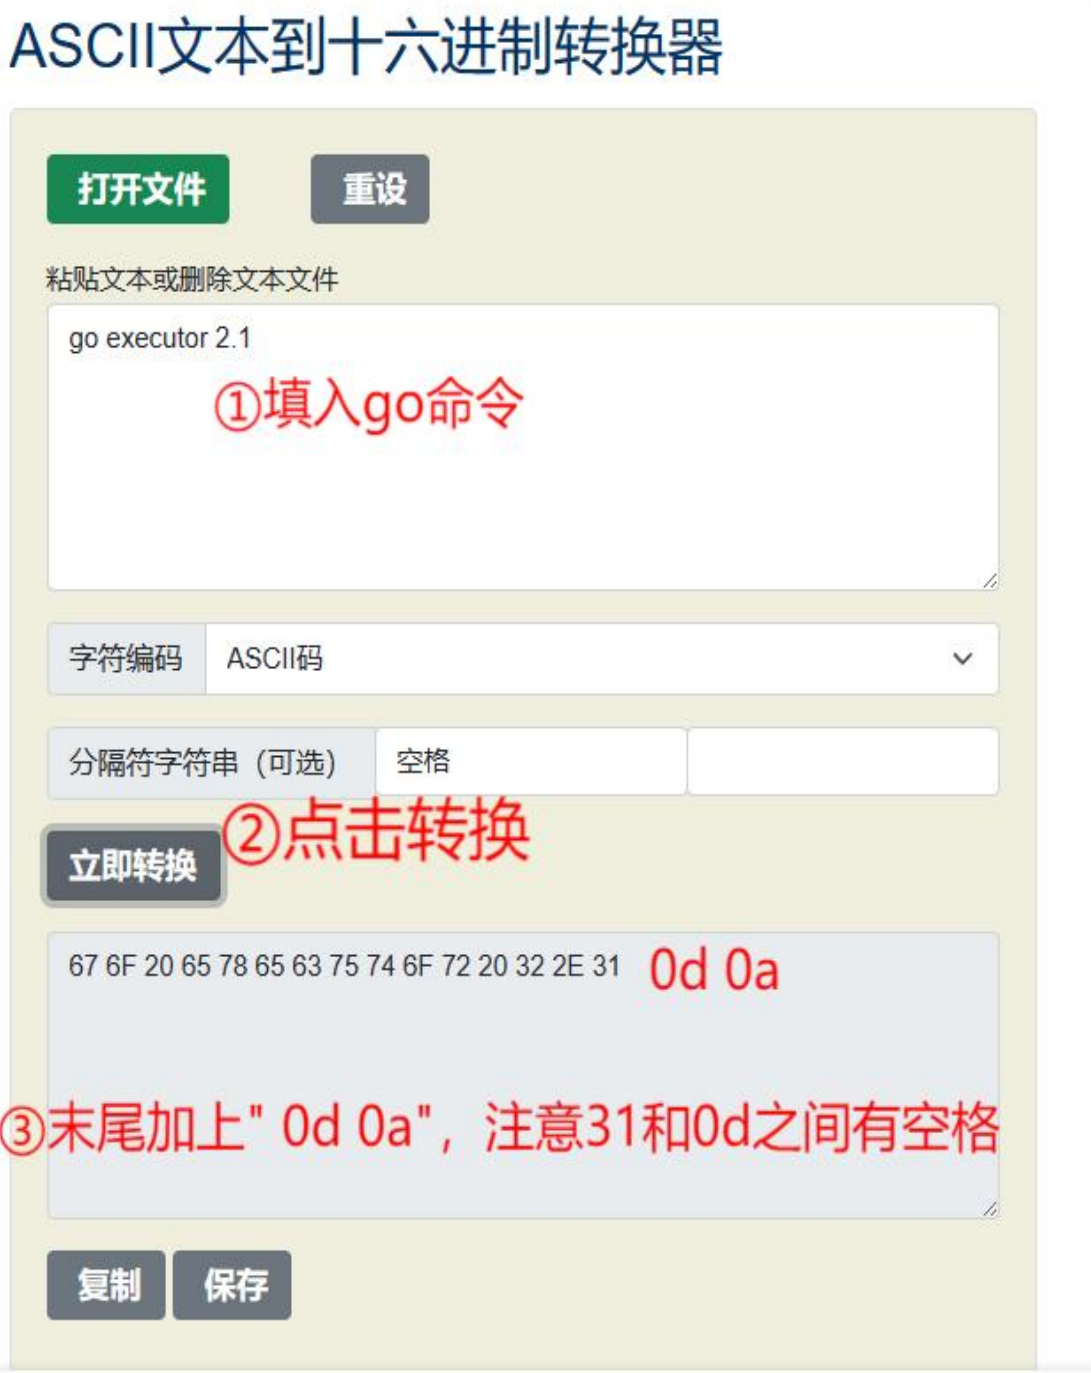 ASCII文本到十六进制转换器
打开文件 重设
粘贴文本或删除文本文件
go executor 2.1
①填入go命令
字符编码 ASCII码
分隔符字符串（可选） 空格
②点击转换
立即转换
67 6F 20 65 78 65 63 75 74 6F 72 20 32 2E 31 0d 0a
③末尾加上" 0d 0a"，注意31和0d之间有空格
复制 保存